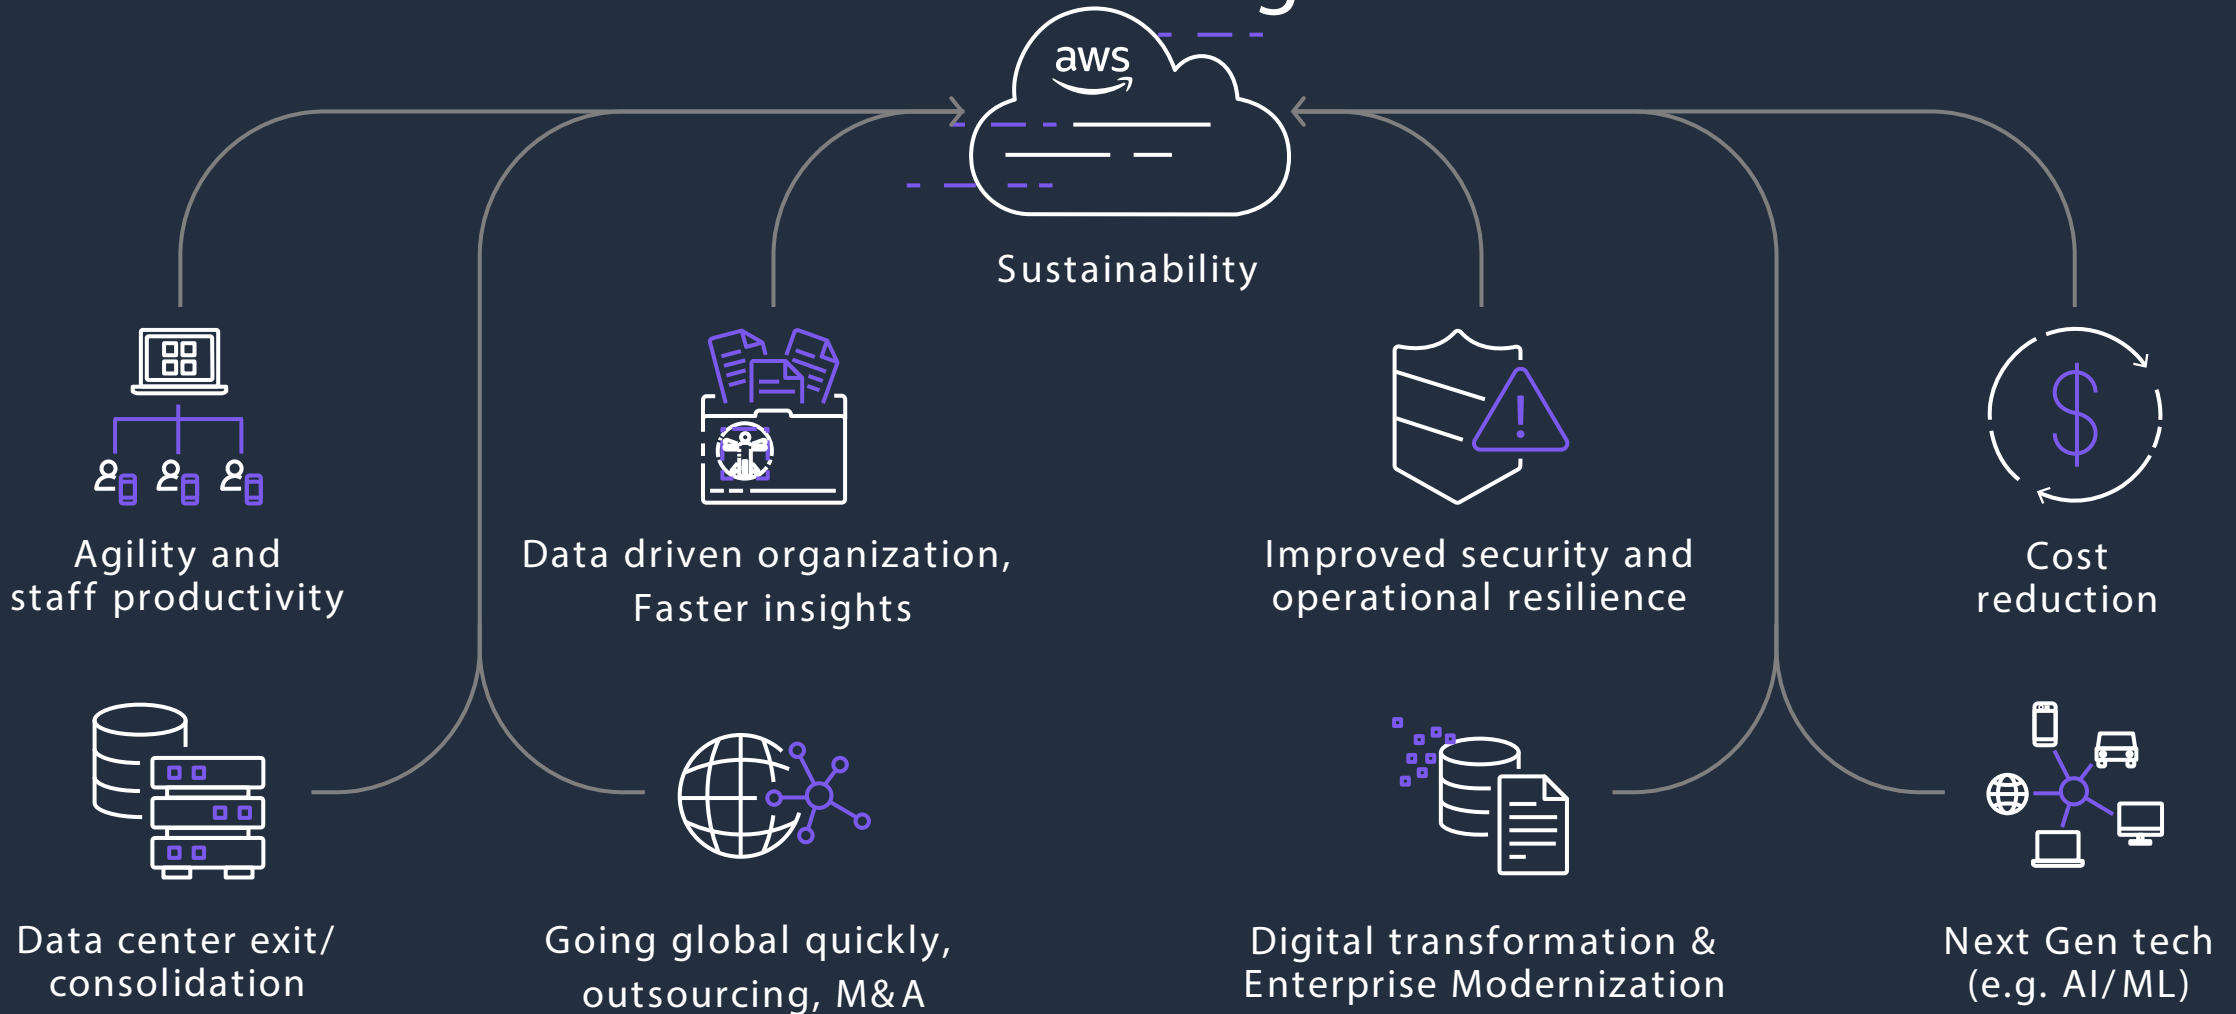 aws
Sustainability
Agility and
staff productivity
Data driven organization,
Faster insights
Improved security and
operational resilience
Cost
reduction
Data center exit/
consolidation
Going global quickly,
outsourcing, M&A
Digital transformation &
Enterprise Modernization
Next Gen tech
(e.g. AI/ML)